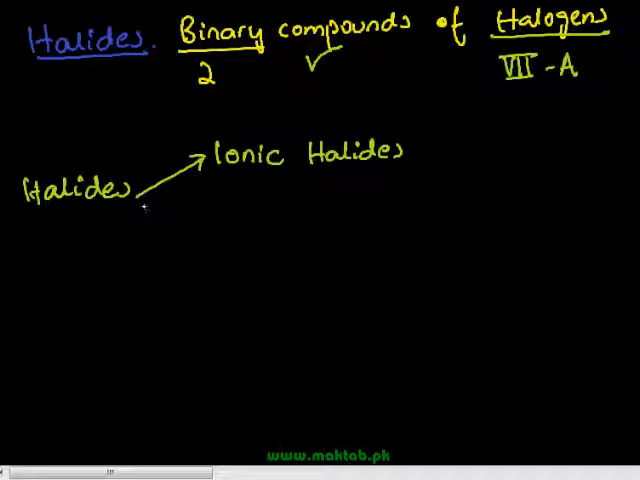 Halides. Binary compounds of Halogens
2 ✓ VII-A
Ionic Halides
Halides
www.maktab.pk